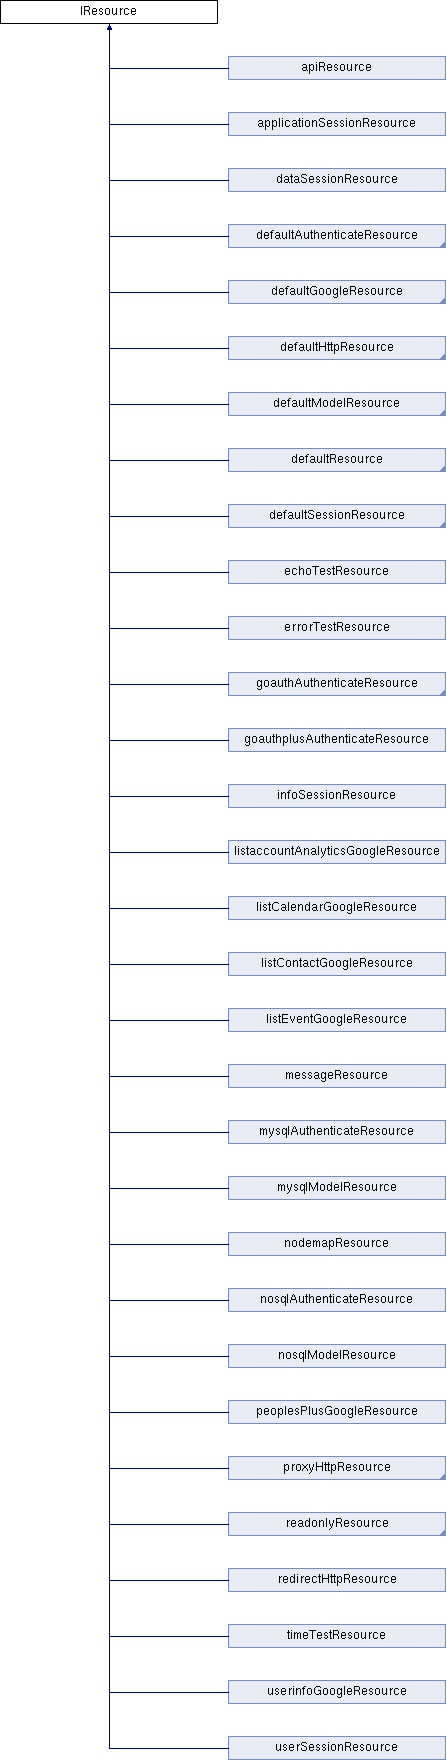 IResource
apiResource
applicationSessionResource
dataSessionResource
defaultAuthenticateResource
defaultGoogleResource
defaultHttpResource
defaultModelResource
defaultResource
defaultSessionResource
echoTestResource
errorTestResource
goauthAuthenticateResource
goauthplusAuthenticateResource
infoSessionResource
listaccountAnalyticsGoogleResource
listCalendarGoogleResource
listContactGoogleResource
listEventGoogleResource
messageResource
mysqlAuthenticateResource
mysqlModelResource
nodemapResource
nosqlAuthenticateResource
nosqlModelResource
peoplesPlusGoogleResource
proxyHttpResource
readonlyResource
redirectHttpResource
timeTestResource
userinfoGoogleResource
userSessionResource